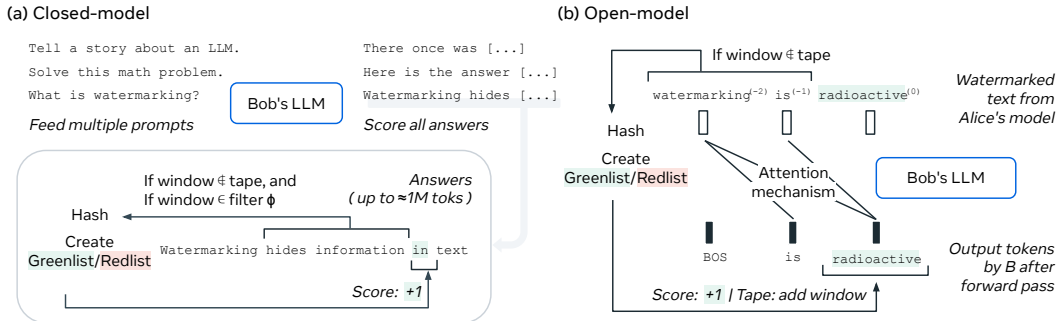 (a) Closed-model
Tell a story about an LLM.
Solve this math problem.
What is watermarking?
Feed multiple prompts
Bob's LLM
There once was [...]
Here is the answer [...]
Watermarking hides [...]
Score all answers
If window ∉ tape, and
If window ∈ filter ϕ
Answers
( up to ≈1M toks )
Hash
Create
Greenlist/Redlist
Watermarking hides information in text
Score: +1
(b) Open-model
If window ∉ tape
watermarking(-2) is(-1) radioactive(0)
Watermarked
text from
Alice's model
Hash
Create
Greenlist/Redlist
Attention
mechanism
Bob's LLM
BOS is radioactive
Output tokens
by B after
forward pass
Score: +1 | Tape: add window